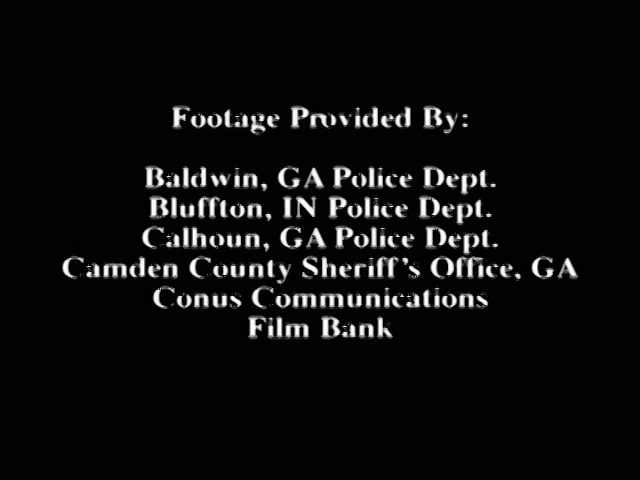 Footage Provided By:
Baldwin, GA Police Dept.
Bluffton, IN Police Dept.
Calhoun, GA Police Dept.
Camden County Sheriff's Office, GA
Conus Communications
Film Bank